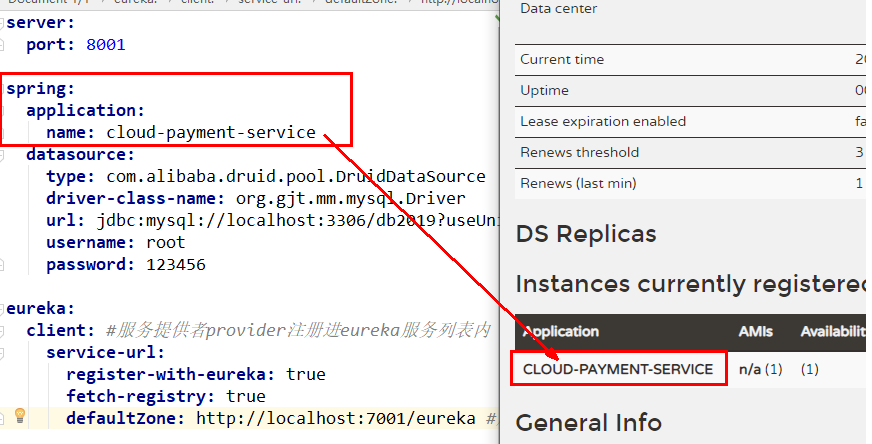 server:
port: 8001
spring:
application:
name: cloud-payment-service
datasource:
type: com.alibaba.druid.pool.DruidDataSource
driver-class-name: org.gjt.mm.mysql.Driver
url: jdbc:mysql://localhost:3306/db2019?useUni
username: root
password: 123456
eureka:
client: #服务提供者provider注册进eureka服务列表内
service-url:
register-with-eureka: true
fetch-registry: true
defaultZone: http://localhost:7001/eureka #
Data center
Current time 20
Uptime 00
Lease expiration enabled fa
Renews threshold 3
Renews (last min) 1
DS Replicas
Instances currently registered
Application AMIs Availabilit
CLOUD-PAYMENT-SERVICE n/a (1) (1)
General Info